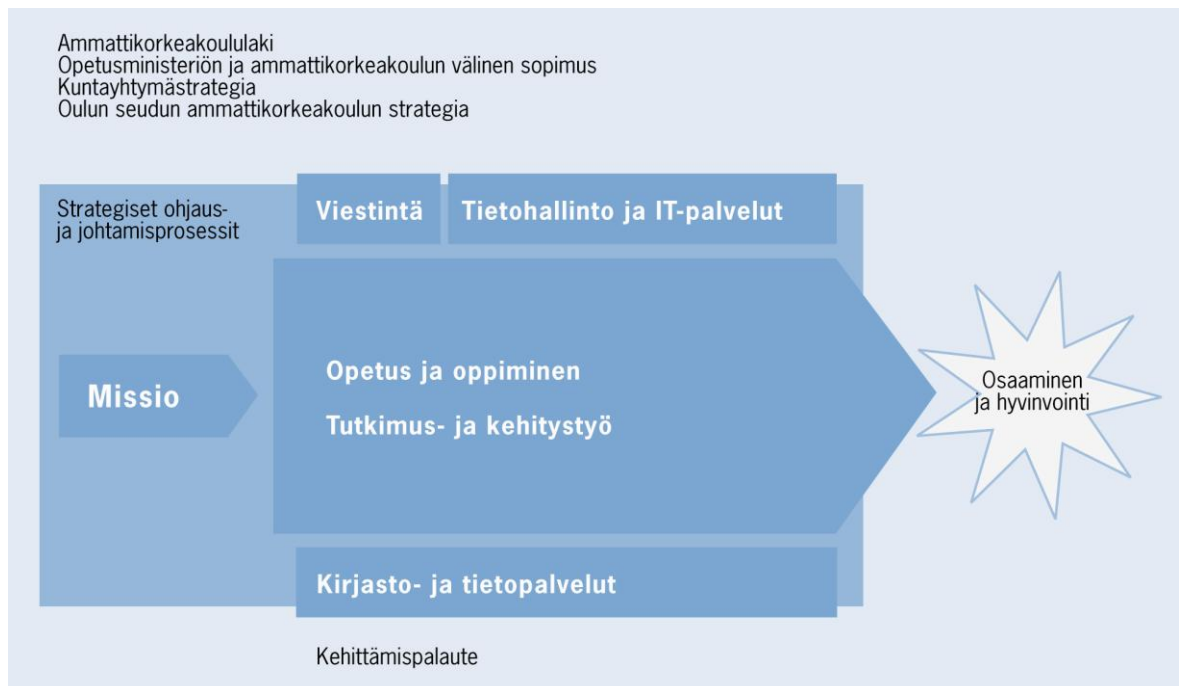 Ammattikorkeakoululaki
Opetusministeriön ja ammattikorkeakoulun välinen sopimus
Kuntayhtymästrategia
Oulun seudun ammattikorkeakoulun strategia
Strategiset ohjaus-
ja johtamisprosessit
Viestintä
Tietohallinto ja IT-palvelut
Missio
Opetus ja oppiminen
Tutkimus- ja kehitystyö
Osaaminen
ja hyvinvointi
Kirjasto- ja tietopalvelut
Kehittämispalaute